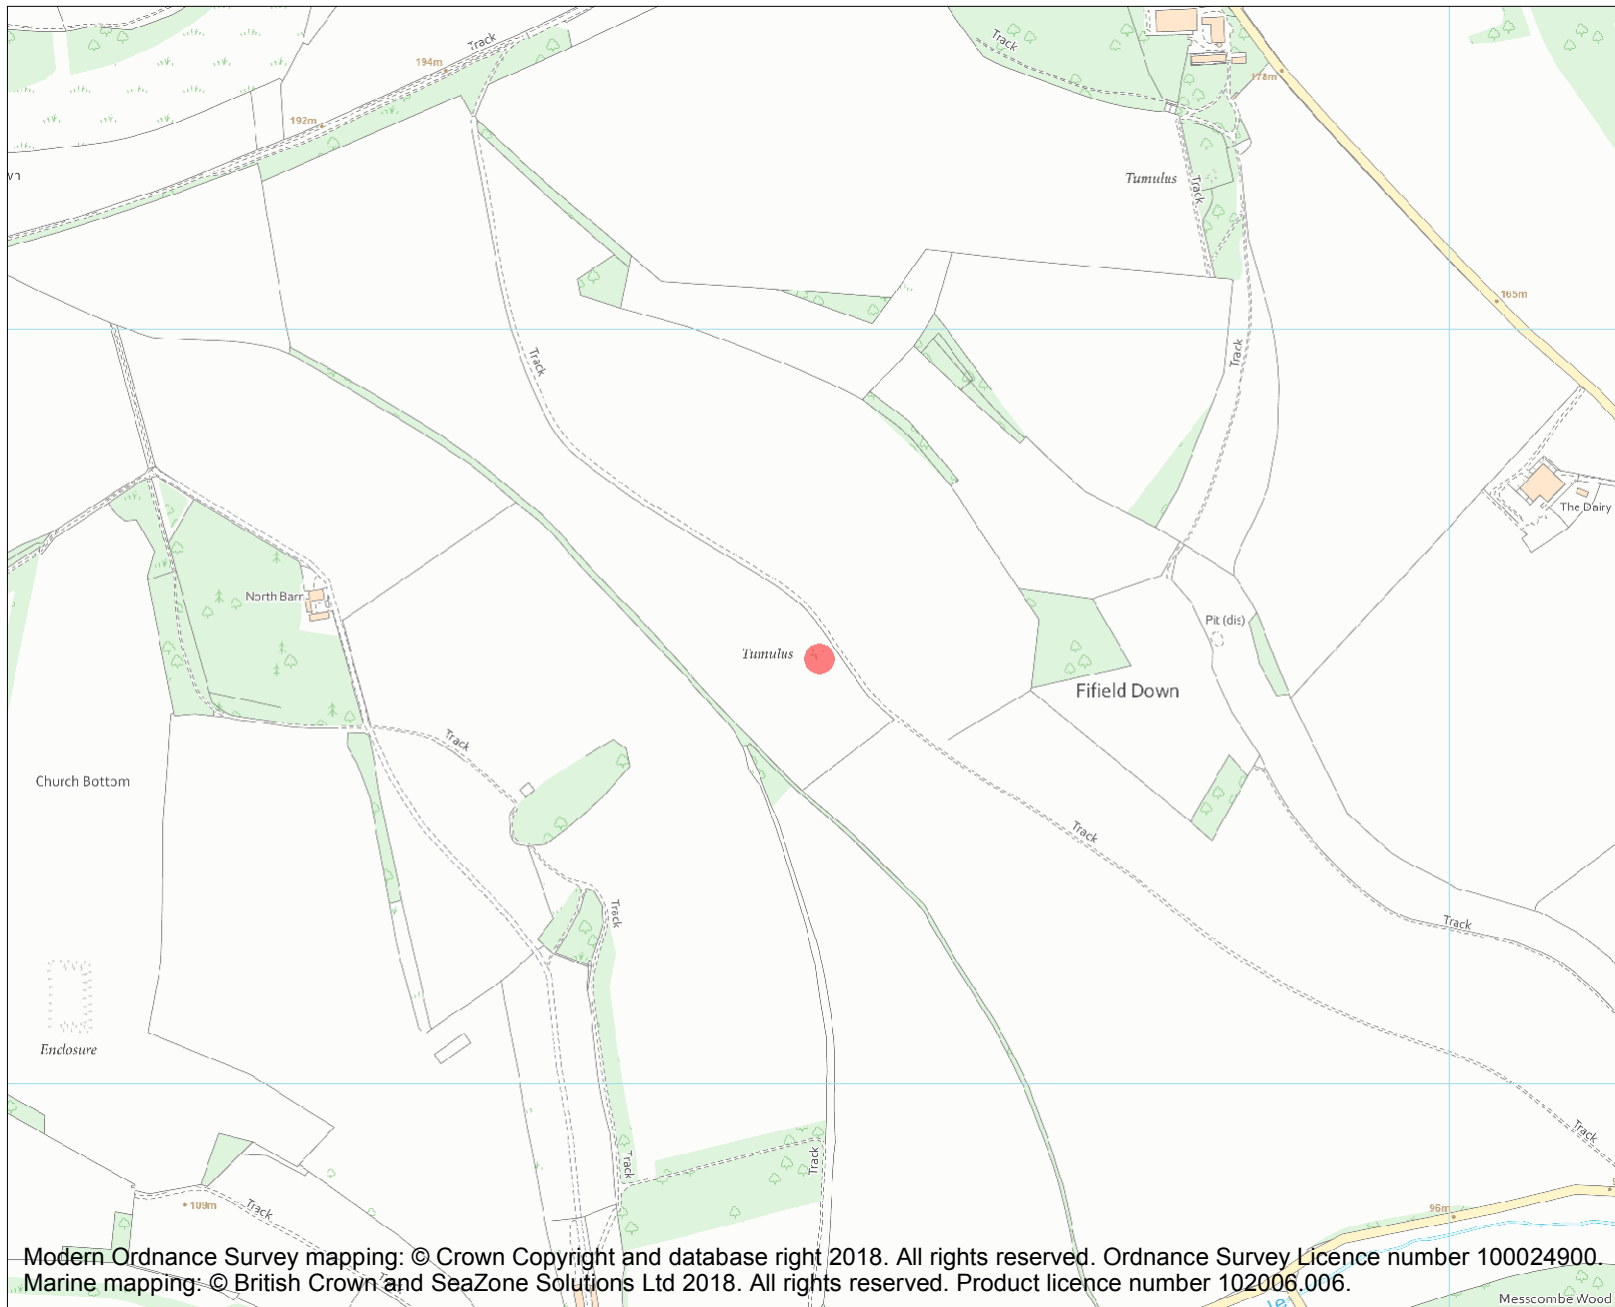 Track
194m
192m
Track
178m
Tumulus
Track
165m
Track
Track
The Dairy
North Barn
Pit (dis)
Tumulus
Fifield Down
Track
Church Bottom
Track
Track
Track
Enclosure
Track
Track
Track
109m
Track
96m
Modern Ordnance Survey mapping: © Crown Copyright and database right 2018. All rights reserved. Ordnance Survey Licence number 100024900.
Marine mapping: © British Crown and SeaZone Solutions Ltd 2018. All rights reserved. Product licence number 102006.006.
Messcombe Wood